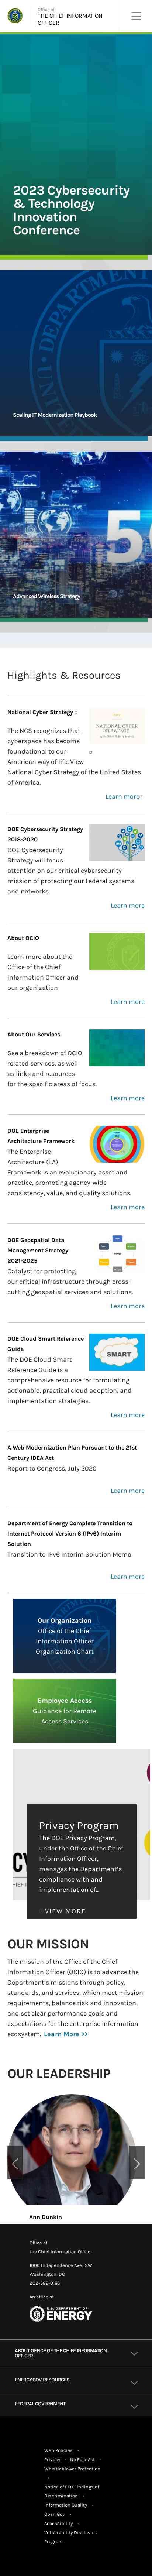 Office of
THE CHIEF INFORMATION
OFFICER
2023 Cybersecurity
& Technology
Innovation
Conference
Scaling IT Modernization Playbook
5
Advanced Wireless Strategy
Highlights & Resources
National Cyber Strategy
NATIONAL CYBER
STRATEGY
The NCS recognizes that
cyberspace has become
foundational to our
American way of life. View
National Cyber Strategy of the United States
of America.
Learn more
DOE Cybersecurity Strategy
2018-2020
DOE Cybersecurity
Strategy will focus
attention on our critical cybersecurity
mission of protecting our Federal systems
and networks.
Learn more
About OCIO
Learn more about the
Office of the Chief
Information Officer and
our organization
Learn more
About Our Services
See a breakdown of OCIO
related services, as well
as links and resources
for the specific areas of focus.
Learn more
DOE Enterprise
Architecture Framework
The Enterprise
Architecture (EA)
Framework is an evolutionary asset and
practice, promoting agency-wide
consistency, value, and quality solutions.
Learn more
DOE Geospatial Data
Management Strategy
2021-2025
Catalyst for protecting
our critical infrastructure through cross-
cutting geospatial services and solutions.
Learn more
DOE Cloud Smart Reference
Guide
SMART
The DOE Cloud Smart
Reference Guide is a
comprehensive resource for formulating
actionable, practical cloud adoption, and
implementation strategies.
Learn more
A Web Modernization Plan Pursuant to the 21st
Century IDEA Act
Report to Congress, July 2020
Learn more
Department of Energy Complete Transition to
Internet Protocol Version 6 (IPv6) Interim
Solution
Transition to IPv6 Interim Solution Memo
Learn more
Our Organization
Office of the Chief
Information Officer
Organization Chart
Employee Access
Guidance for Remote
Access Services
Privacy Program
The DOE Privacy Program,
under the Office of the Chief
Information Officer,
manages the Department's
compliance with and
implementation of...
VIEW MORE
OUR MISSION
The mission of the Office of the Chief
Information Officer (OCIO) is to advance the
Department's missions through policy,
standards, and services, which meet mission
requirements, balance risk and innovation,
and set clear performance goals and
expectations for the enterprise-wide cyber
ecosystem. Learn More >>
OUR LEADERSHIP
Ann Dunkin
Office of
the Chief Information Officer
1000 Independence Ave., SW
Washington, DC
202-586-0166
An office of
U.S. DEPARTMENT OF
ENERGY
ABOUT OFFICE OF THE CHIEF INFORMATION
OFFICER
ENERGY.GOV RESOURCES
FEDERAL GOVERNMENT
Web Policies •
Privacy • No Fear Act •
Whistleblower Protection
•
Notice of EEO Findings of
Discrimination •
Information Quality •
Open Gov •
Accessibility •
Vulnerability Disclosure
Program